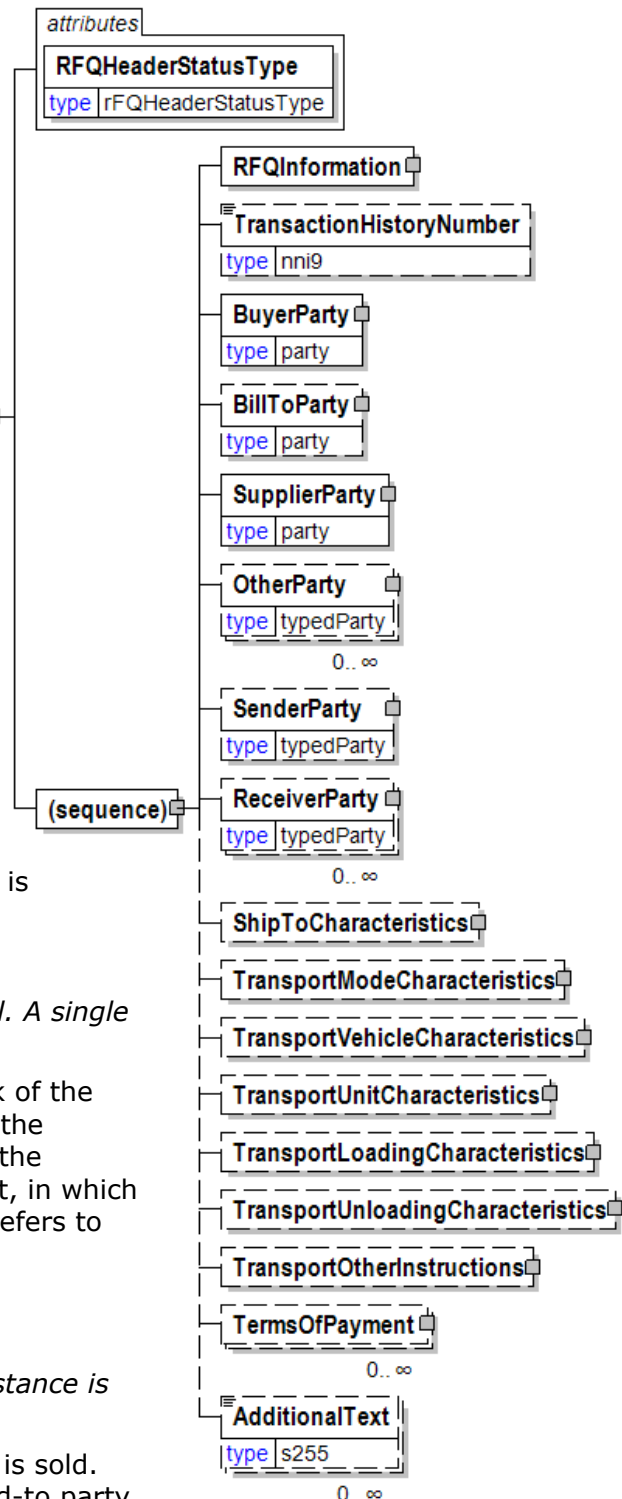 attributes
RFQHeaderStatusType
type rFQHeaderStatusType
RFQInformation
TransactionHistoryNumber
type nni9
BuyerParty
type party
BillToParty
type party
SupplierParty
type party
OtherParty
type typedParty
0.. ∞
SenderParty
type typedParty
(sequence)
ReceiverParty
type typedParty
0.. ∞
ShipToCharacteristics
TransportModeCharacteristics
TransportVehicleCharacteristics
TransportUnitCharacteristics
TransportLoadingCharacteristics
TransportUnloadingCharacteristics
TransportOtherInstructions
TermsOfPayment
0.. ∞
AdditionalText
type s255
0.. ∞
is
. A single
of the
the
the
, in which
efers to
stance is
is sold.
d-to party